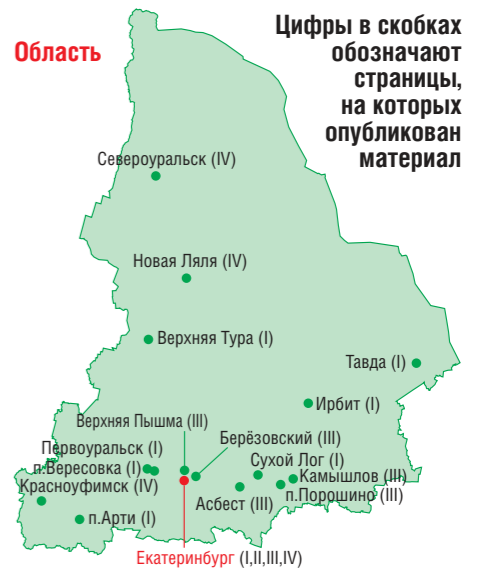 Область
Цифры в скобках
обозначают
страницы,
на которых
опубликован
материал
Североуральск (IV)
Новая Ляля (IV)
Верхняя Тура (I)
Тавда (I)
Ирбит (I)
Верхняя Пышма (III)
Берёзовский (III)
Первоуральск (I)
Сухой Лог (I)
п.Вересовка (I)
Камышлов (III)
Красноуфимск (IV)
п.Порошино (III)
Асбест (III)
п.Арти (I)
Екатеринбург (I,II,III,IV)